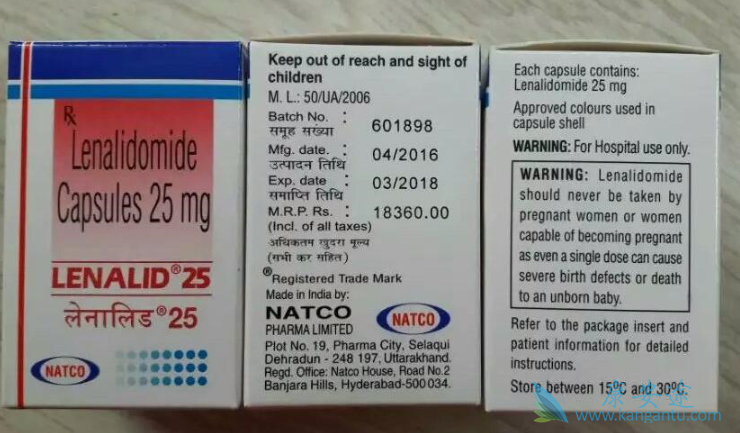 ℞
Lenalidomide
Capsules 25 mg
LENALID® 25
लेनालिड® 25
NATCO
Keep out of reach and sight of
children
M. L.: 50/UA/2006
Batch No. : 601898
समूह संख्या
Mfg. date. : 04/2016
उत्पादन तिथि
Exp. date : 03/2018
समाप्ति तिथि
M.R.P. Rs. : 18360.00
(Incl. of all taxes)
अधिकतम खुदरा मूल्य
(सभी कर सहित)
®Registered Trade Mark
Made in India by:
NATCO
PHARMA LIMITED
NATCO
Plot No. 19, Pharma City, Selaqui
Dehradun - 248 197, Uttarakhand.
Regd. Office: Natco House, Road No.2
Banjara Hills, Hyderabad-500 034.
Each capsule contains:
Lenalidomide 25 mg
Approved colours used in
capsule shell
WARNING: For Hospital use only.
WARNING: Lenalidomide
should never be taken by
pregnant women or women
capable of becoming pregnant
as even a single dose can cause
severe birth defects or death
to an unborn baby.
Refer to the package insert and
patient information for detailed
instructions.
Store between 15°C and 30°C.
康安途
www.kangantu.com